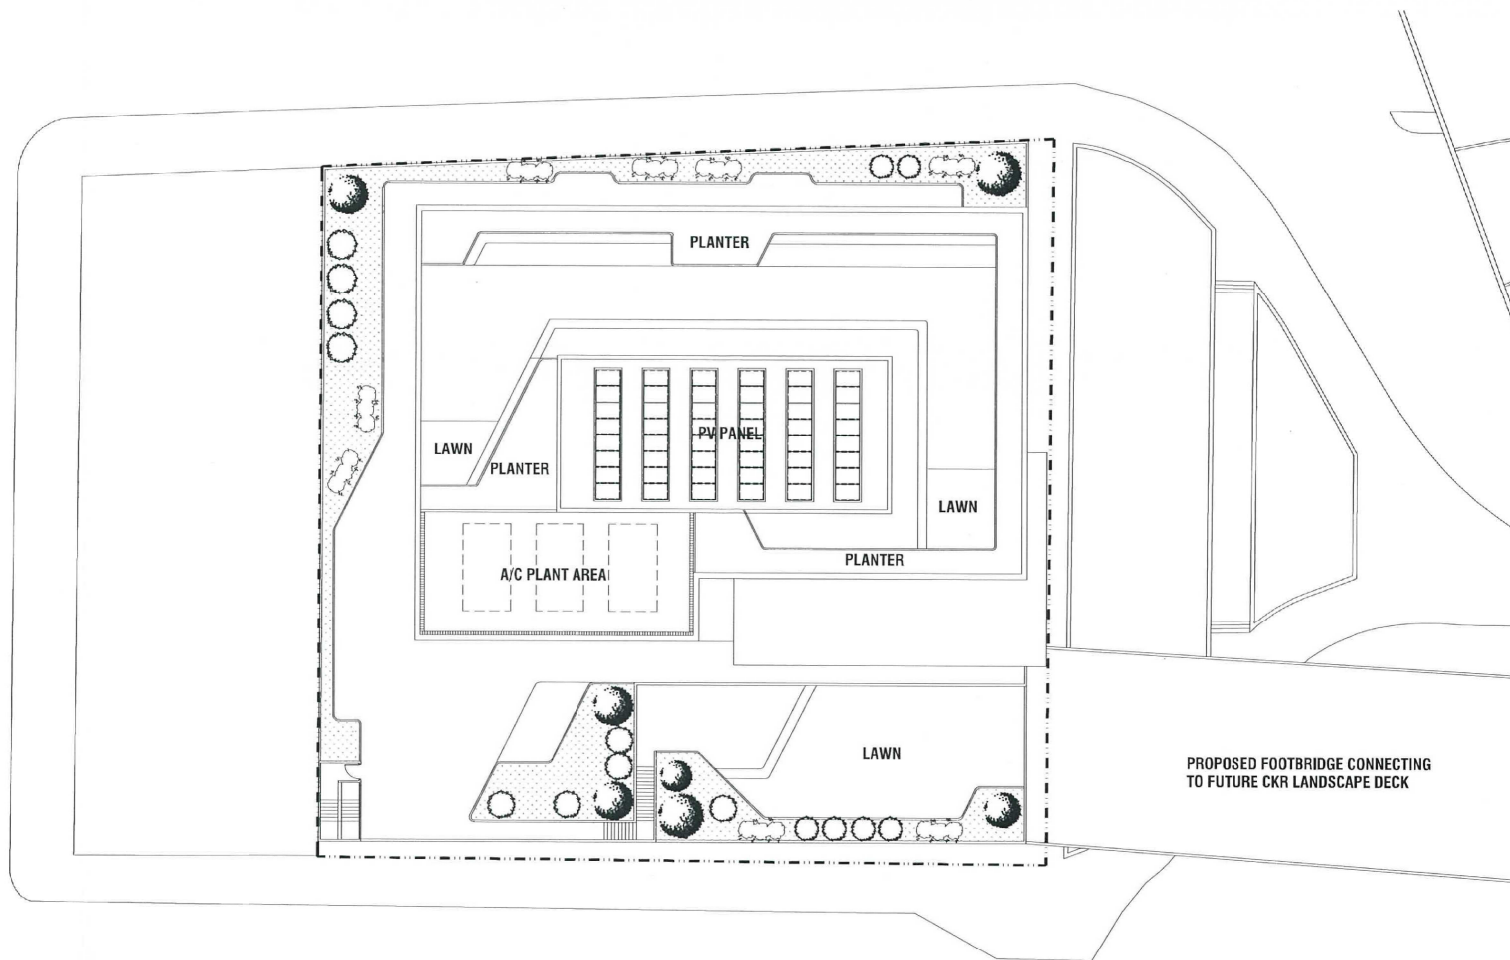 PLANTER
PV PANEL
LAWN
PLANTER
LAWN
PLANTER
A/C PLANT AREA
LAWN
PROPOSED FOOTBRIDGE CONNECTING
TO FUTURE CKR LANDSCAPE DECK